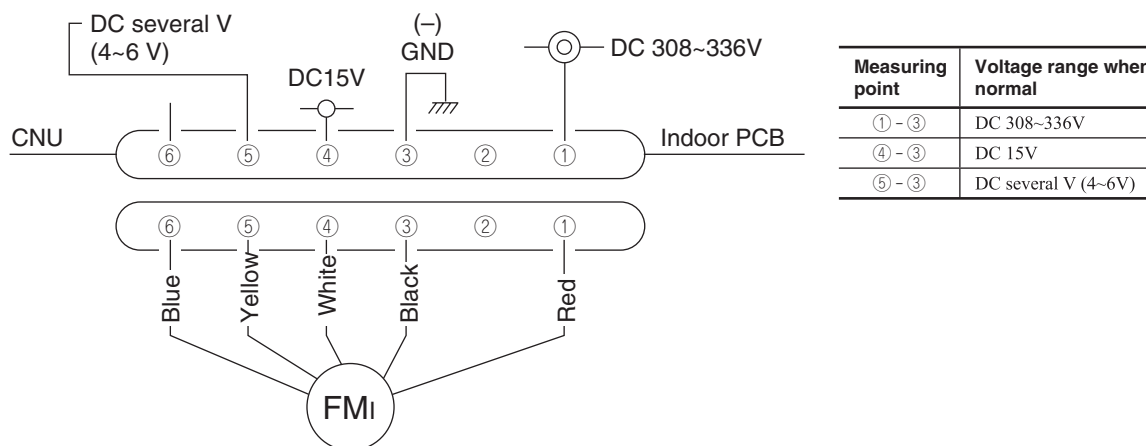 DC several V
(4~6 V)
DC15V
(–)
GND
DC 308~336V
CNU
⑥ ⑤ ④ ③ ② ①
Indoor PCB
⑥ ⑤ ④ ③ ② ①
Blue
Yellow
White
Black
Red
FMI
Measuring point
Voltage range when normal
① - ③ DC 308~336V
④ - ③ DC 15V
⑤ - ③ DC several V (4~6V)